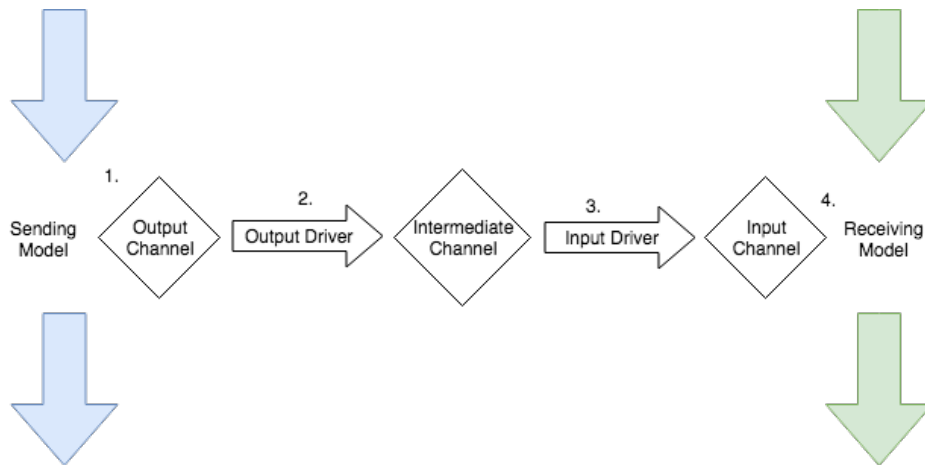 1.
2.
3.
4.
Sending
Model
Output
Channel
Output Driver
Intermediate
Channel
Input Driver
Input
Channel
Receiving
Model